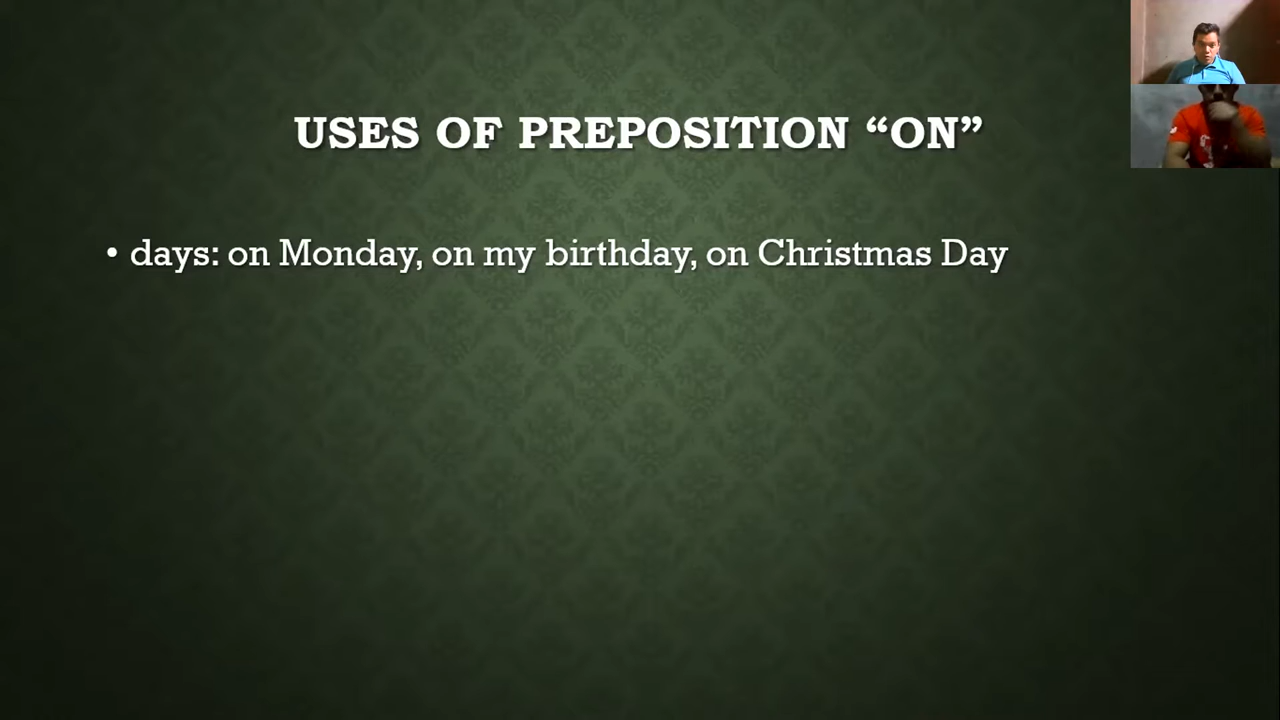 USES OF PREPOSITION “ON”
• days: on Monday, on my birthday, on Christmas Day